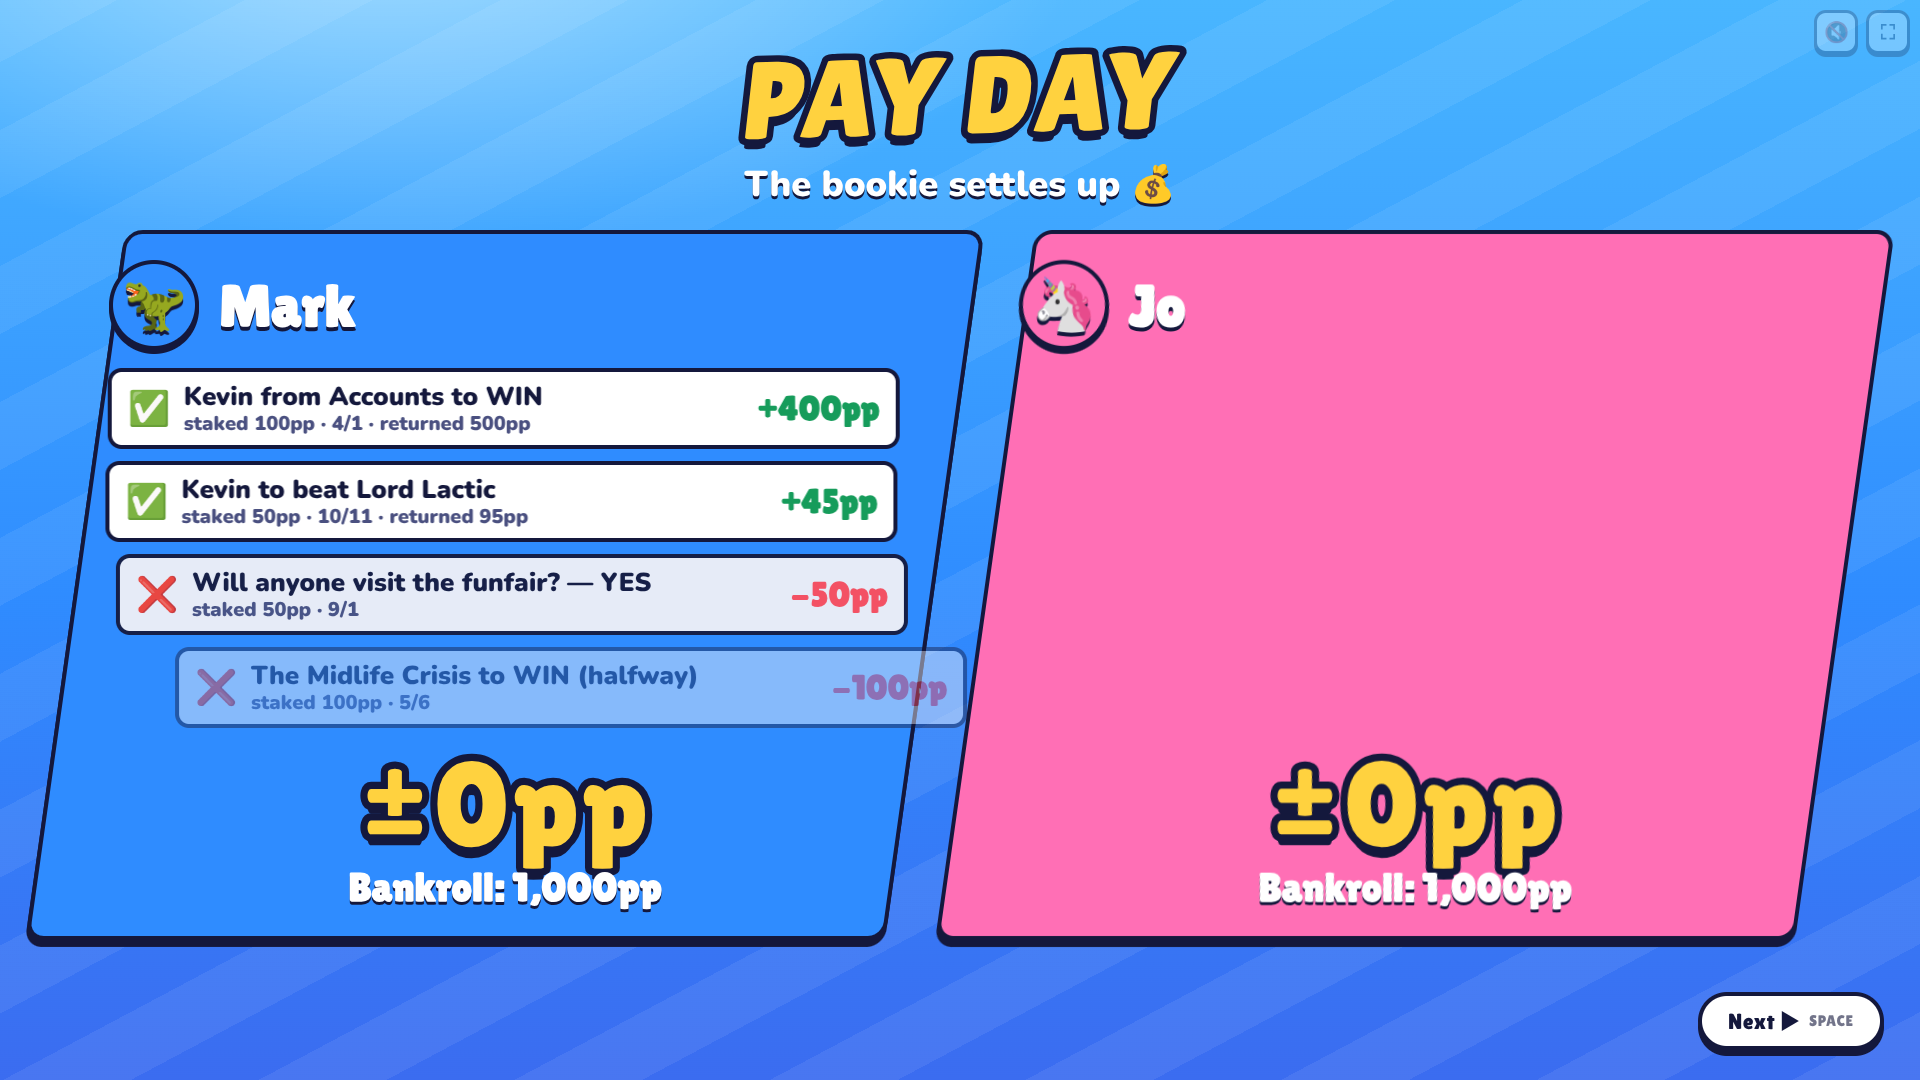 PAY DAY
The bookie settles up
Mark
Kevin from Accounts to WIN
staked 100pp · 4/1 · returned 500pp
+400pp
Kevin to beat Lord Lactic
staked 50pp · 10/11 · returned 95pp
+45pp
Will anyone visit the funfair? — YES
staked 50pp · 9/1
–50pp
The Midlife Crisis to WIN (halfway)
staked 100pp · 5/6
–100pp
±0pp
Bankroll: 1,000pp
Jo
±0pp
Bankroll: 1,000pp
Next ▶ SPACE